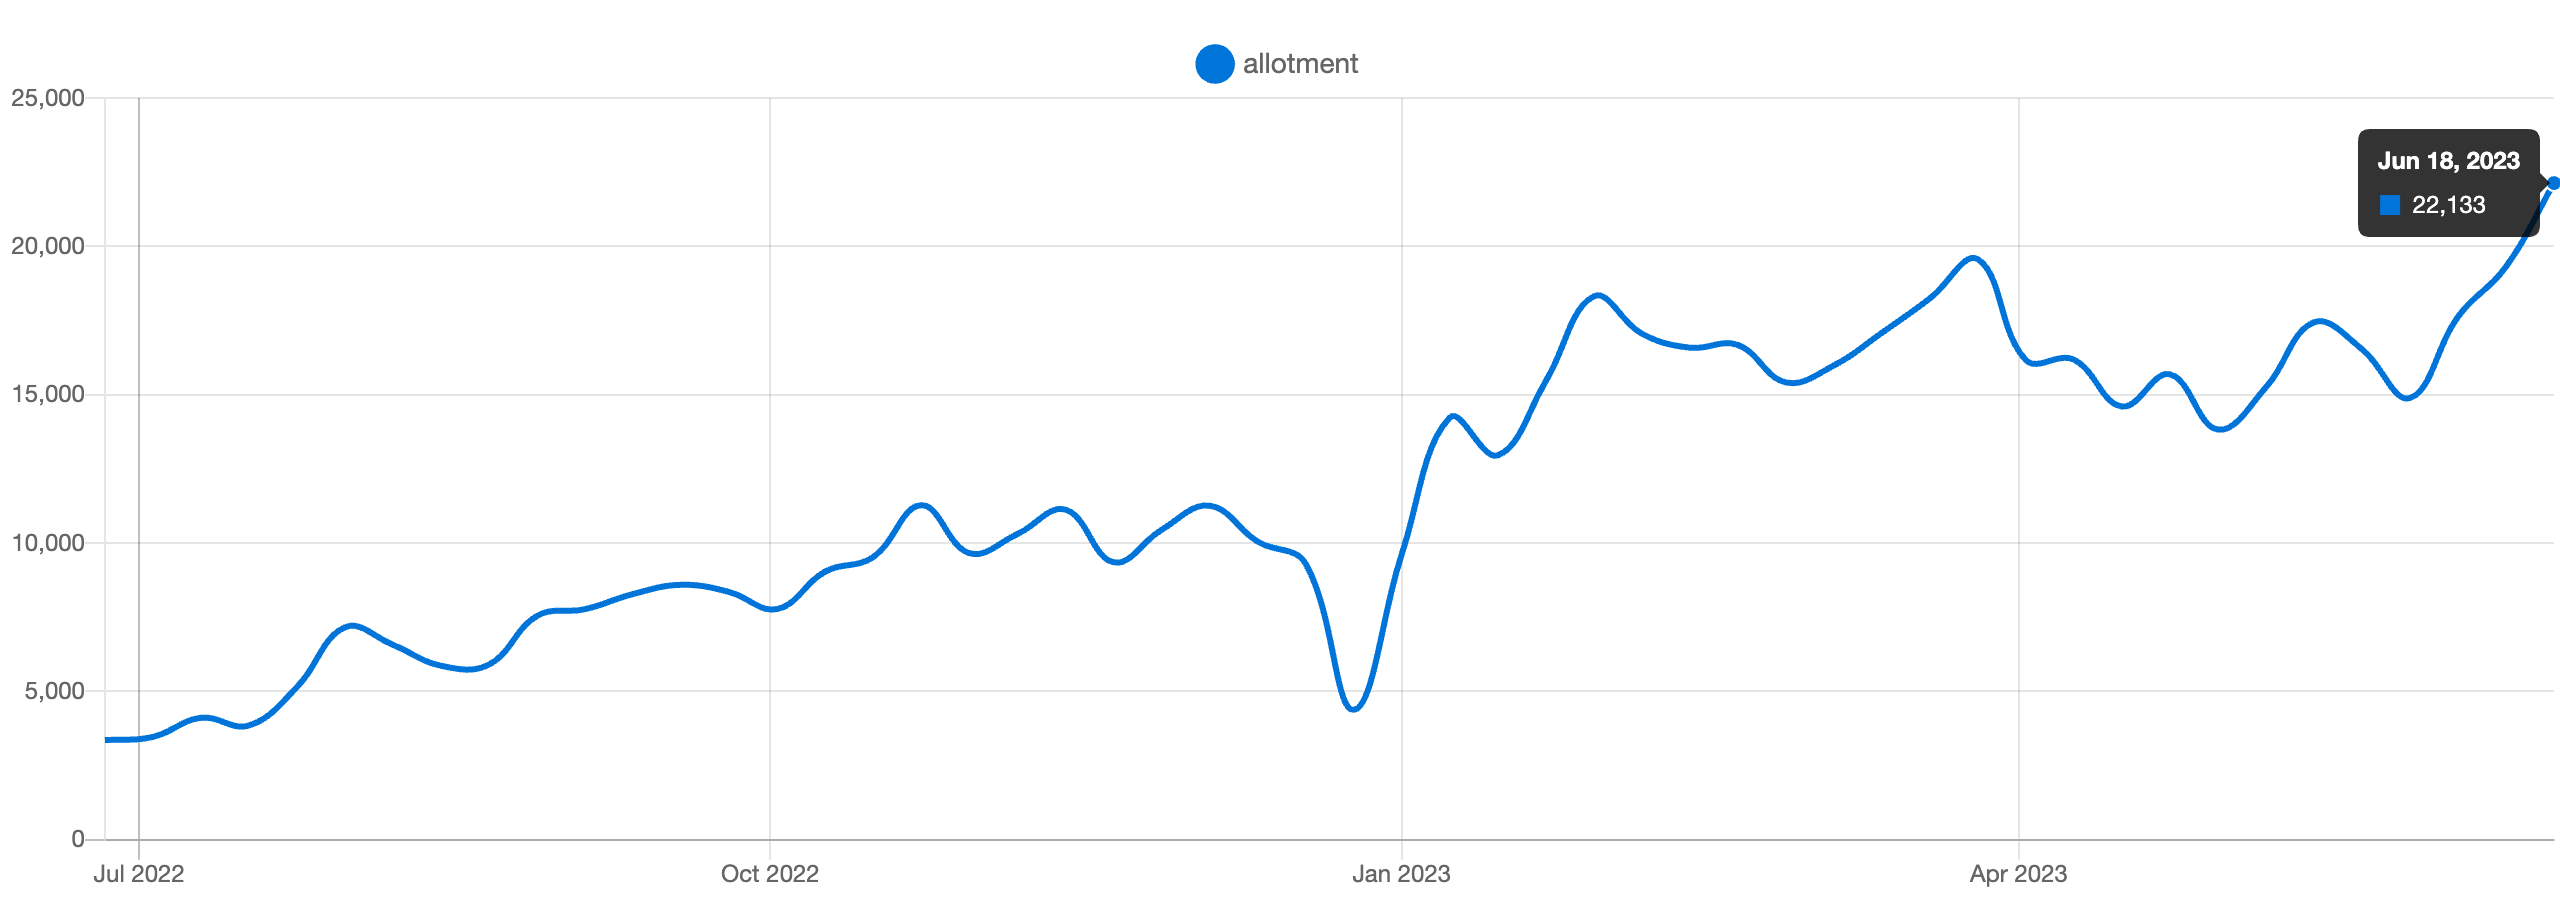 allotment
25,000
20,000
15,000
10,000
5,000
0
Jun 18, 2023
22,133
Jul 2022
Oct 2022
Jan 2023
Apr 2023